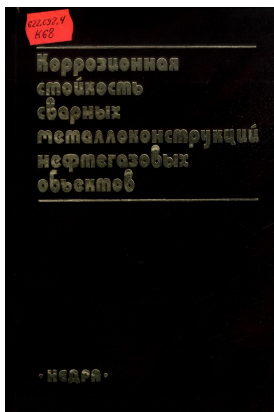 622.692.4
К68
Коррозионная
стойкость
сварных
металлоконструкций
нефтегазовых
объектов
·НЕДРА·